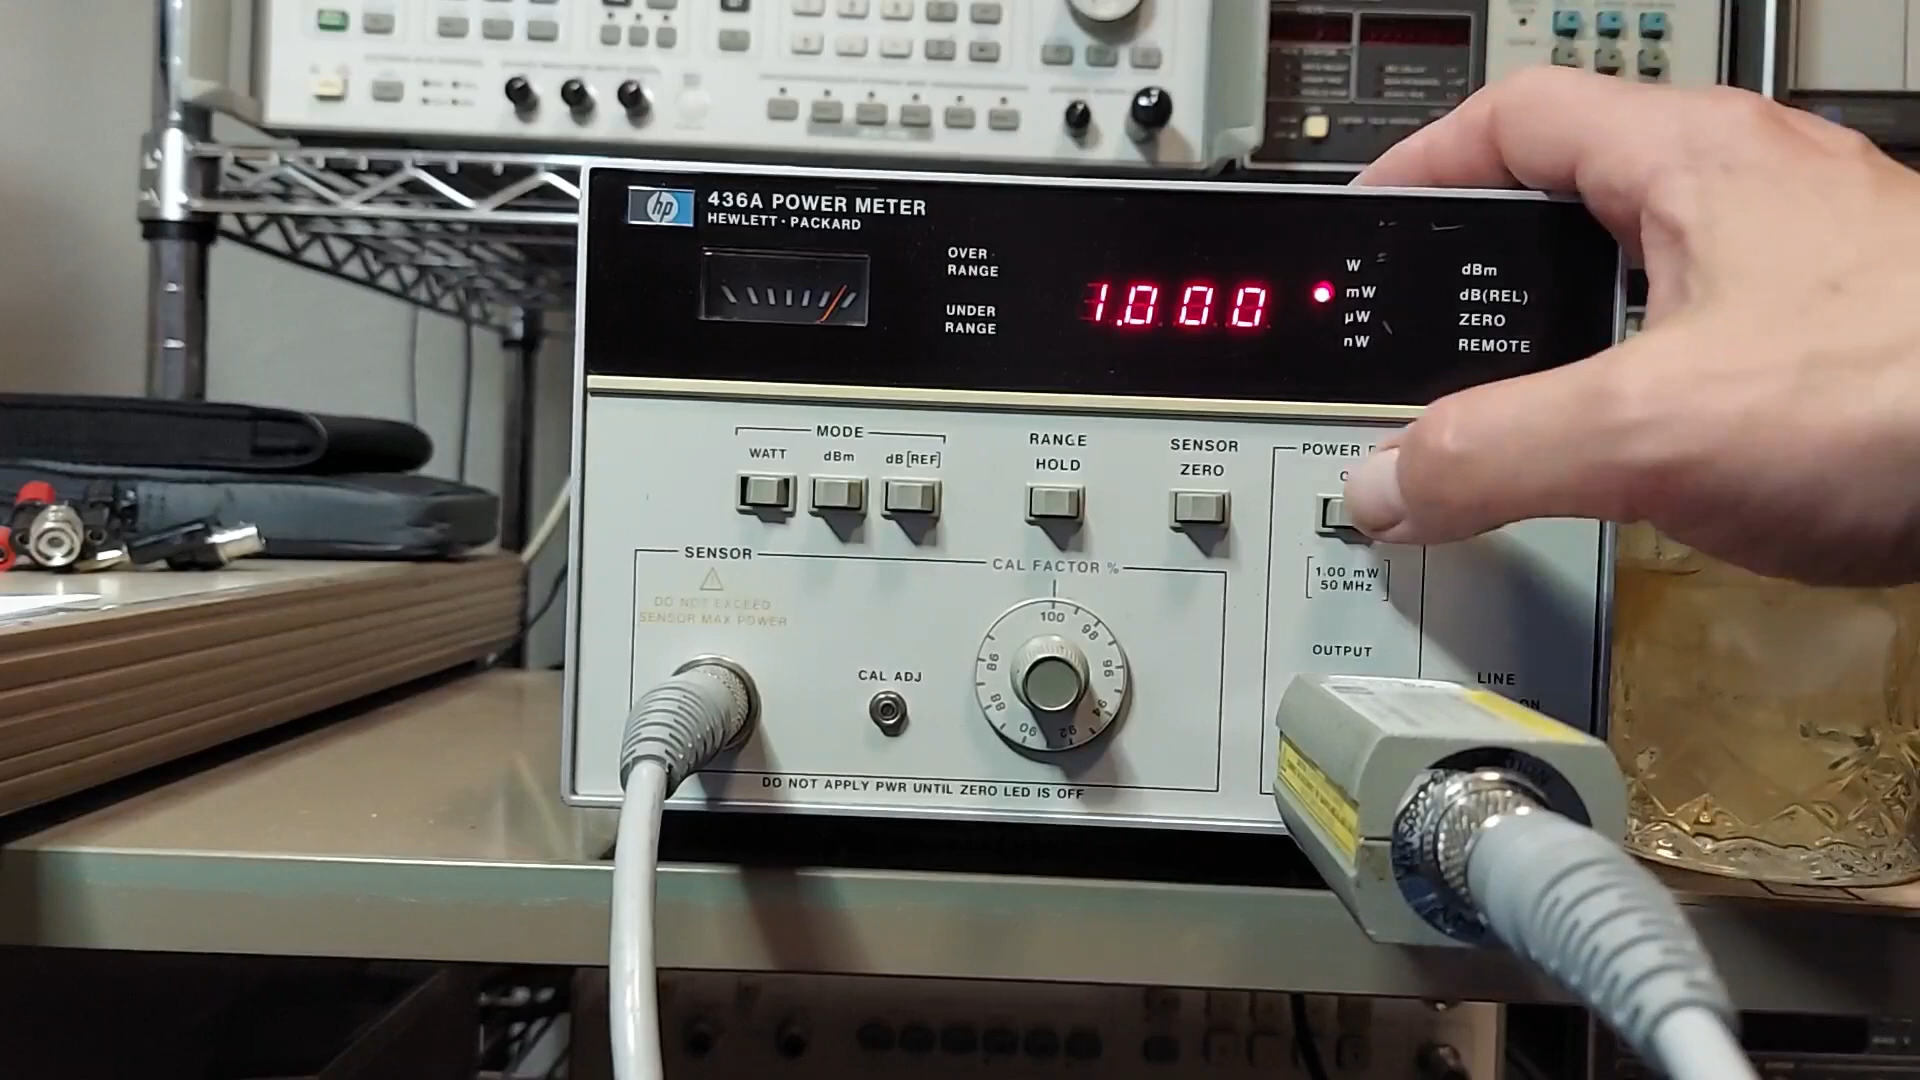 hp
436A POWER METER
HEWLETT·PACKARD
OVER
RANGE
UNDER
RANGE
1.000
W
mW
µW
nW
dBm
dB(REL)
ZERO
REMOTE
MODE
WATT
dBm
dB[REF]
RANGE
HOLD
SENSOR
ZERO
POWER
1.00 mW
50 MHz
OUTPUT
LINE
ON
SENSOR
DO NOT EXCEED
SENSOR MAX POWER
CAL ADJ
CAL FACTOR %
100
98
96
94
92
90
88
86
DO NOT APPLY PWR UNTIL ZERO LED IS OFF